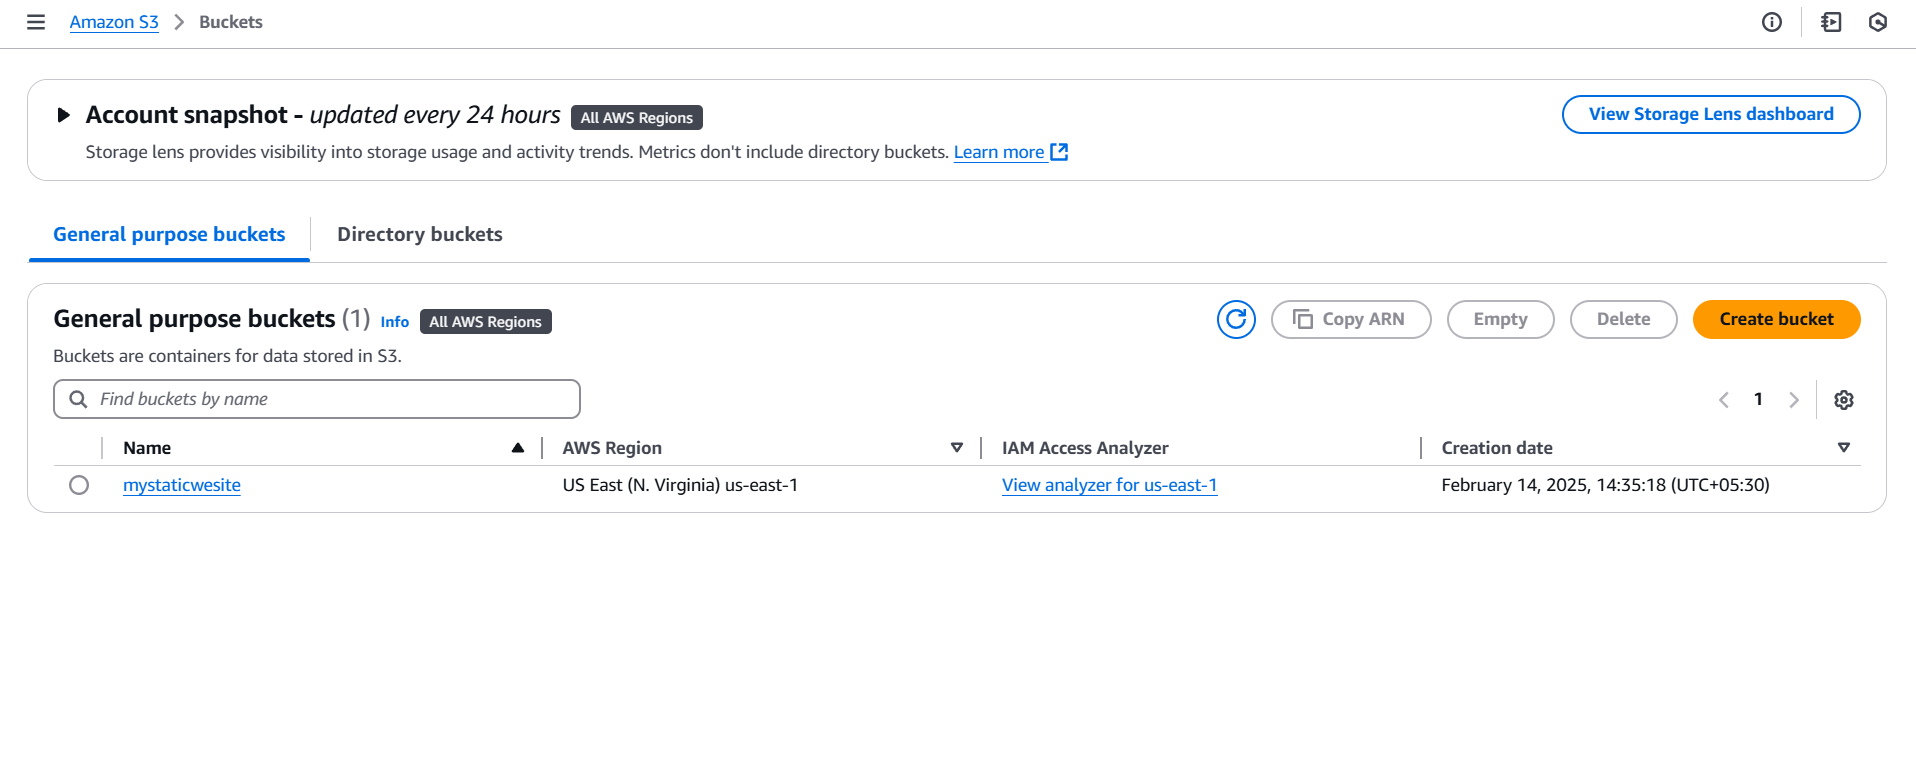 Amazon S3 > Buckets
Account snapshot - updated every 24 hours All AWS Regions
View Storage Lens dashboard
Storage lens provides visibility into storage usage and activity trends. Metrics don't include directory buckets. Learn more
General purpose buckets Directory buckets
General purpose buckets (1) Info All AWS Regions
Copy ARN Empty Delete Create bucket
Buckets are containers for data stored in S3.
Find buckets by name
1
Name AWS Region IAM Access Analyzer Creation date
mystaticwesite US East (N. Virginia) us-east-1 View analyzer for us-east-1 February 14, 2025, 14:35:18 (UTC+05:30)